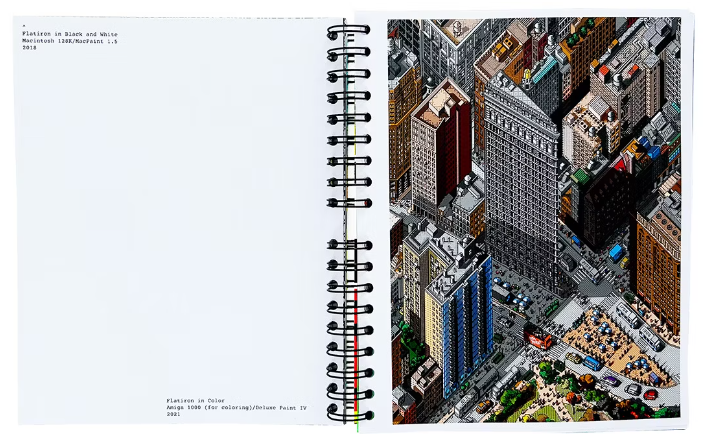 Flatiron in Black and White
Macintosh 128K/MacPaint 1.5
2018
Flatiron in Color
Amiga 1000 (for coloring)/Deluxe Paint IV
2021